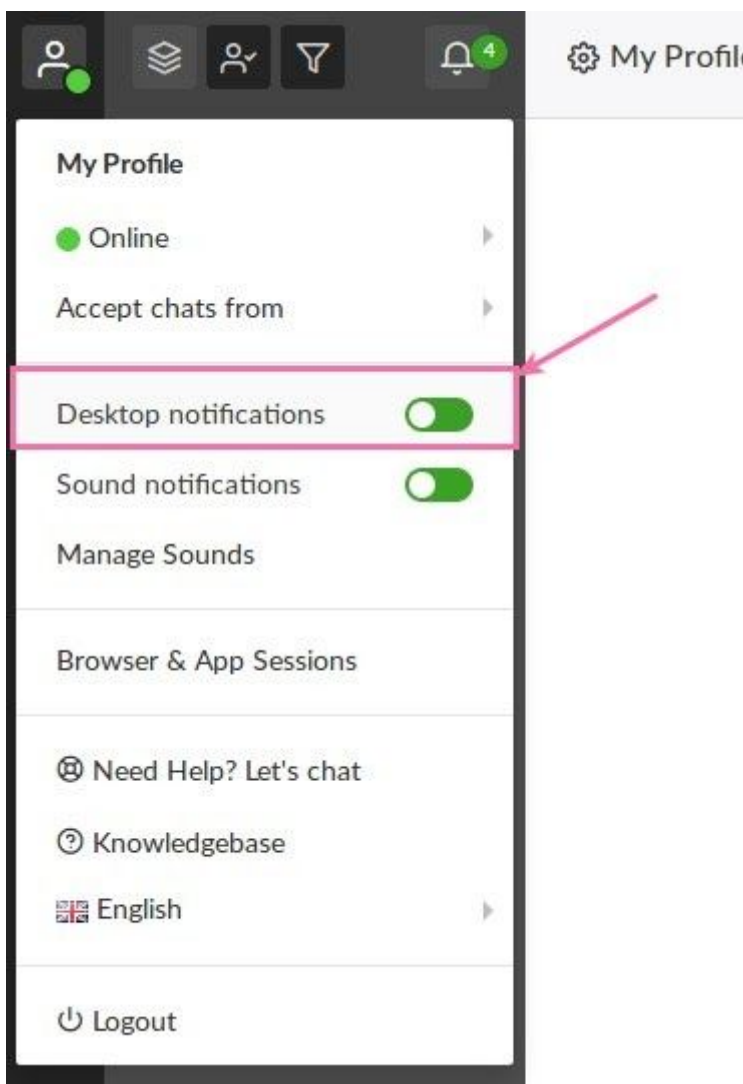 4
My Profile
My Profile
Online
Accept chats from
Desktop notifications
Sound notifications
Manage Sounds
Browser & App Sessions
Need Help? Let's chat
Knowledgebase
English
Logout